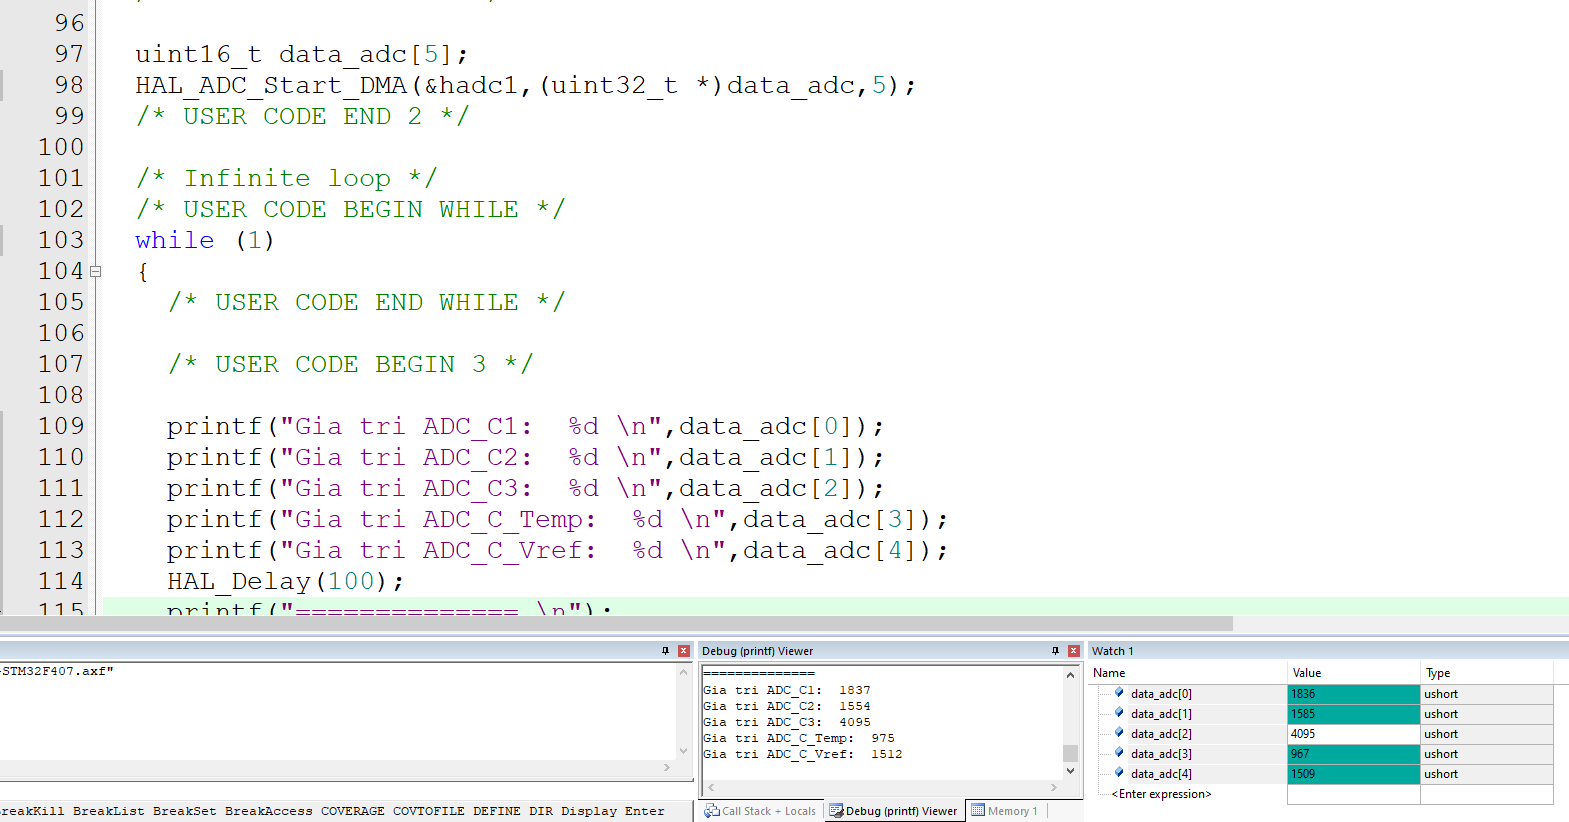 96
97 uint16_t data_adc[5];
98 HAL_ADC_Start_DMA(&hadc1,(uint32_t *)data_adc,5);
99 /* USER CODE END 2 */
100
101 /* Infinite loop */
102 /* USER CODE BEGIN WHILE */
103 while (1)
104 {
105 /* USER CODE END WHILE */
106
107 /* USER CODE BEGIN 3 */
108
109 printf("Gia tri ADC_C1:  %d \n",data_adc[0]);
110 printf("Gia tri ADC_C2:  %d \n",data_adc[1]);
111 printf("Gia tri ADC_C3:  %d \n",data_adc[2]);
112 printf("Gia tri ADC_C_Temp:  %d \n",data_adc[3]);
113 printf("Gia tri ADC_C_Vref:  %d \n",data_adc[4]);
114 HAL_Delay(100);
115 printf("============== \n");
-STM32F407.axf"
reakKill BreakList BreakSet BreakAccess COVERAGE COVTOFILE DEFINE DIR Display Enter
Debug (printf) Viewer
==============
Gia tri ADC_C1:  1837
Gia tri ADC_C2:  1554
Gia tri ADC_C3:  4095
Gia tri ADC_C_Temp:  975
Gia tri ADC_C_Vref:  1512
Call Stack + Locals Debug (printf) Viewer Memory 1
Watch 1
Name Value Type
data_adc[0] 1836 ushort
data_adc[1] 1585 ushort
data_adc[2] 4095 ushort
data_adc[3] 967 ushort
data_adc[4] 1509 ushort
<Enter expression>